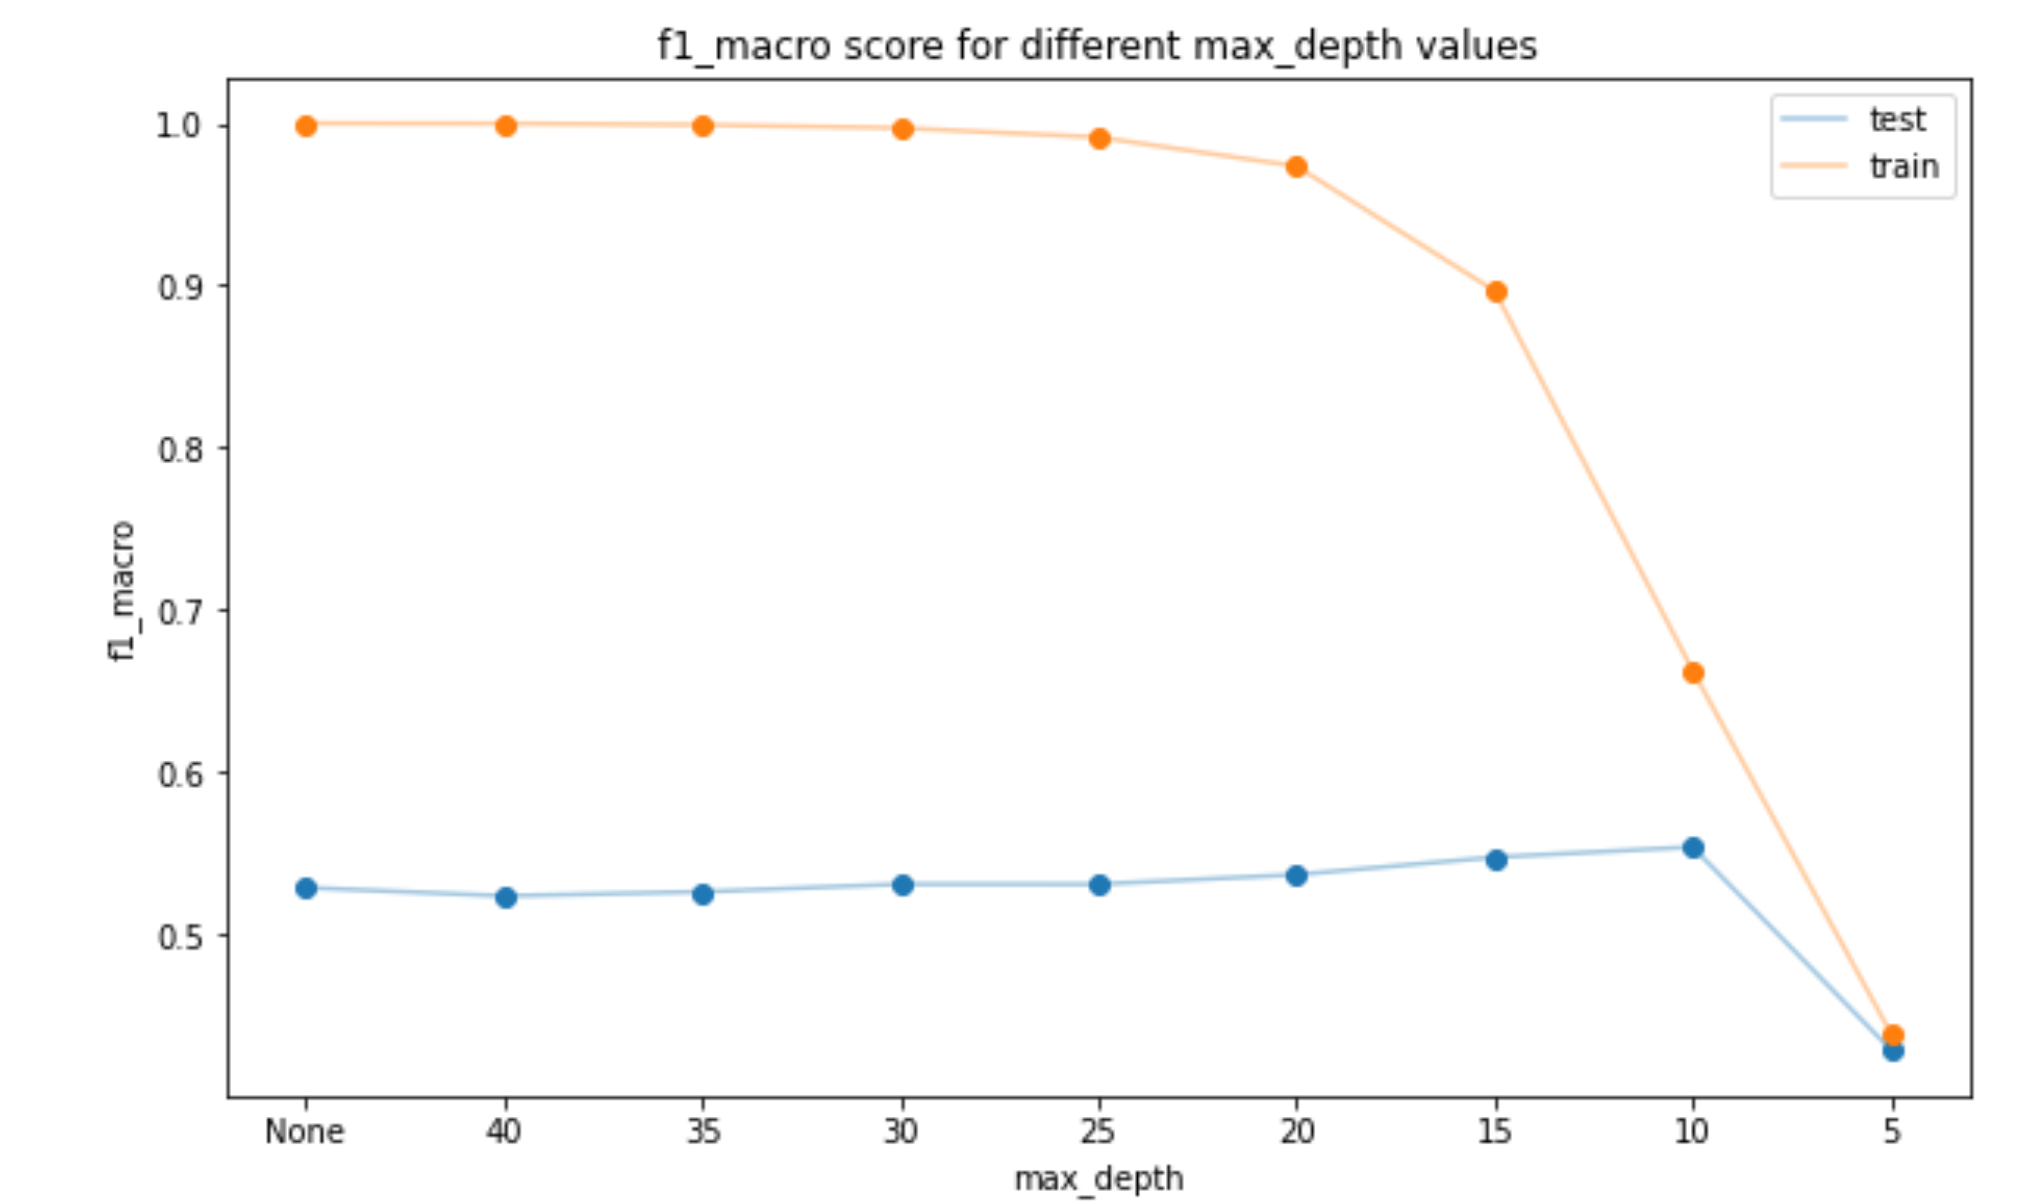 f1_macro score for different max_depth values
test
train
1.0
0.9
0.8
0.7
0.6
0.5
f1_macro
None 40 35 30 25 20 15 10 5
max_depth